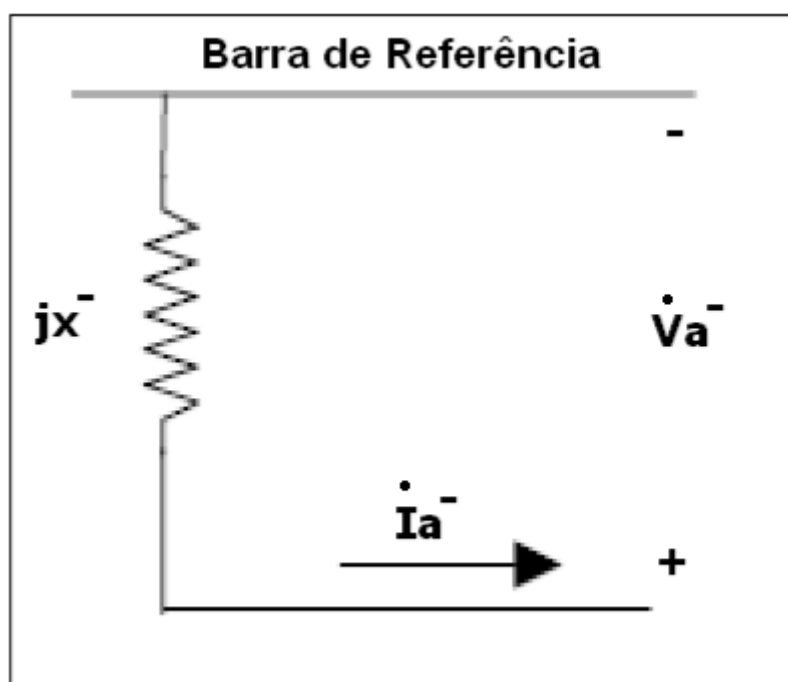 Barra de Referência
-
jx⁻
V̇a⁻
İa⁻
+